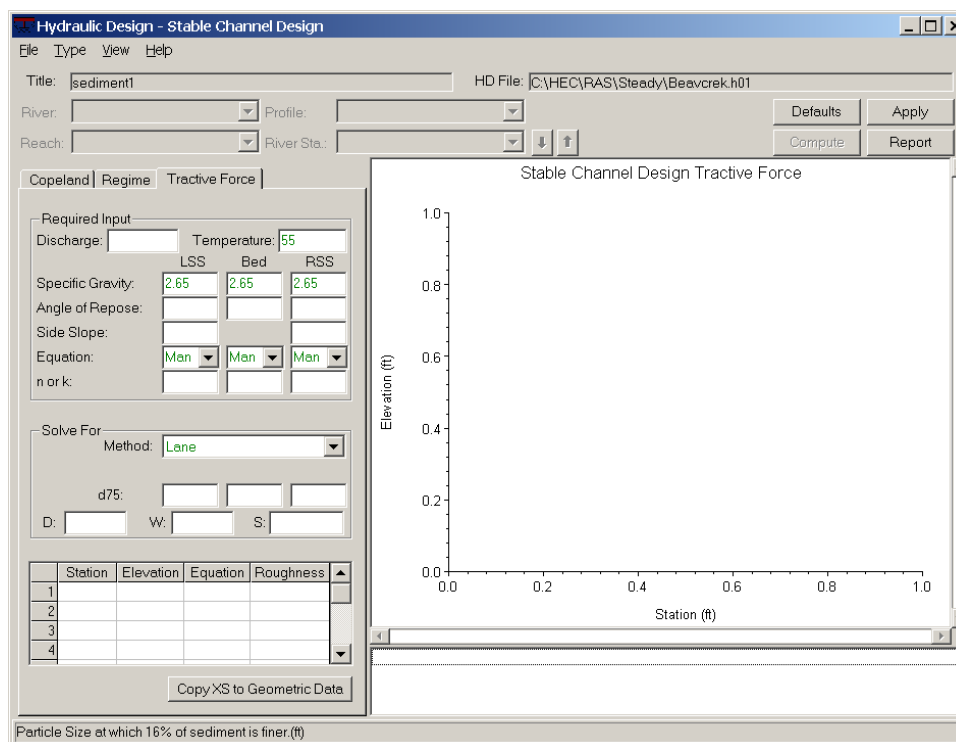 Hydraulic Design - Stable Channel Design
File Type View Help
Title: sediment1 HD File: C:\HEC\RAS\Steady\Beavcrek.h01
River: Profile: Defaults Apply
Reach: River Sta.: Compute Report
Copeland Regime Tractive Force
Required Input
Discharge: Temperature: 55
LSS Bed RSS
Specific Gravity: 2.65 2.65 2.65
Angle of Repose:
Side Slope:
Equation: Man Man Man
n or k:
Solve For
Method: Lane
d75:
D: W: S:
Station Elevation Equation Roughness
1
2
3
4
Copy XS to Geometric Data
Stable Channel Design Tractive Force
Elevation (ft)
1.0
0.8
0.6
0.4
0.2
0.0
0.0 0.2 0.4 0.6 0.8 1.0
Station (ft)
Particle Size at which 16% of sediment is finer.(ft)